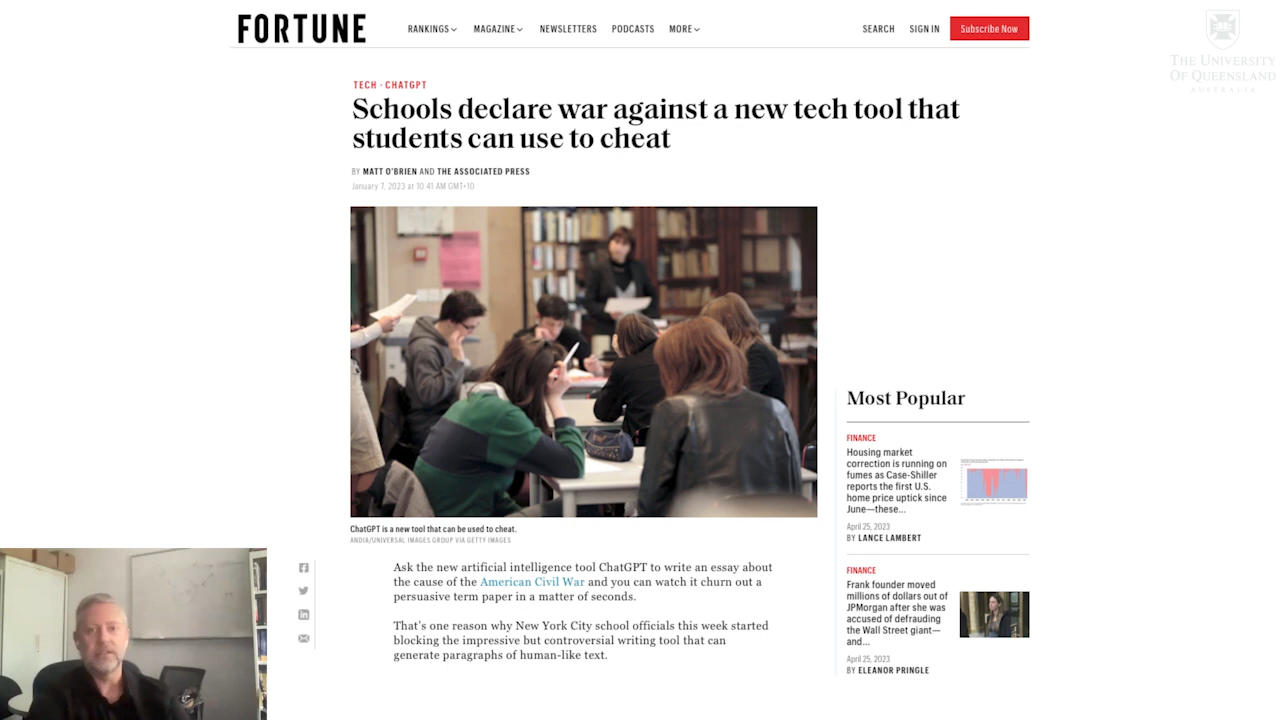 FORTUNE
RANKINGS
MAGAZINE
NEWSLETTERS
PODCASTS
MORE
SEARCH
SIGN IN
Subscribe Now
THE UNIVERSITY
OF QUEENSLAND
AUSTRALIA
TECH · CHATGPT
Schools declare war against a new tech tool that
students can use to cheat
BY MATT O'BRIEN AND THE ASSOCIATED PRESS
January 7, 2023 at 10:41 AM GMT+10
ChatGPT is a new tool that can be used to cheat.
ANDIA/UNIVERSAL IMAGES GROUP VIA GETTY IMAGES
Ask the new artificial intelligence tool ChatGPT to write an essay about
the cause of the American Civil War and you can watch it churn out a
persuasive term paper in a matter of seconds.
That's one reason why New York City school officials this week started
blocking the impressive but controversial writing tool that can
generate paragraphs of human-like text.
Most Popular
FINANCE
Housing market
correction is running on
fumes as Case-Shiller
reports the first U.S.
home price uptick since
June—these...
April 25, 2023
BY LANCE LAMBERT
FINANCE
Frank founder moved
millions of dollars out of
JPMorgan after she was
accused of defrauding
the Wall Street giant—
and...
April 25, 2023
BY ELEANOR PRINGLE